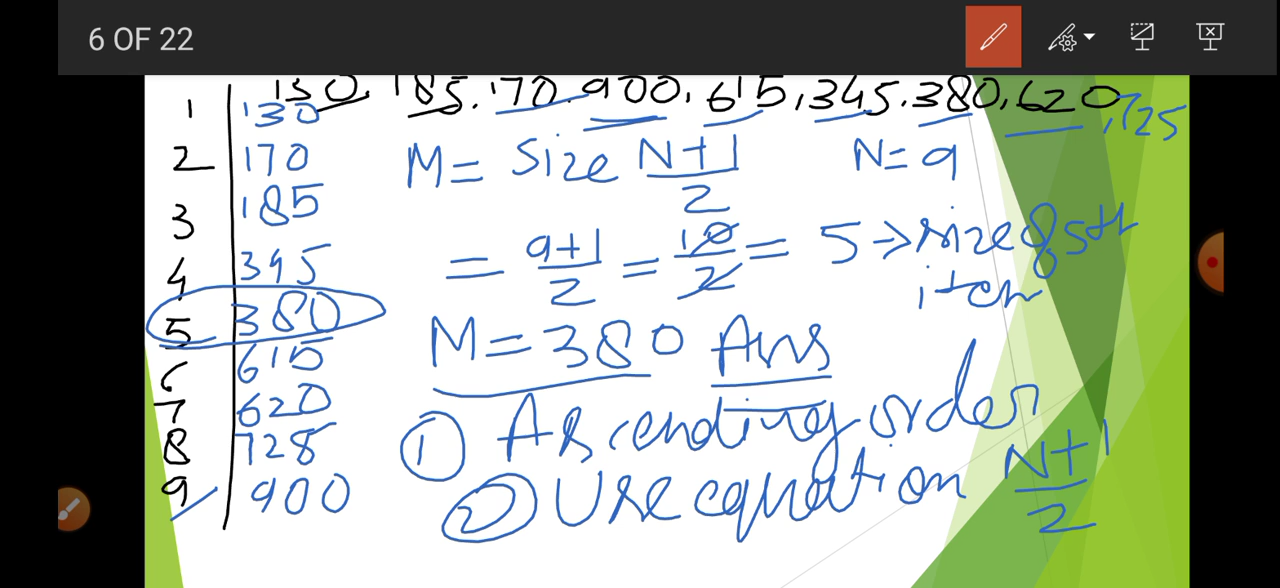 6 OF 22
130, 185, 170, 900, 615, 345, 380, 620, 725
1 130
2 170
3 185
4 345
5 380
6 615
7 620
8 725
9 900
M = Size N+1/2 N = 9
= 9+1/2 = 10/2 = 5 → size of 5th item
M = 380 Ans
① Ascending order
② Use equation N+1/2